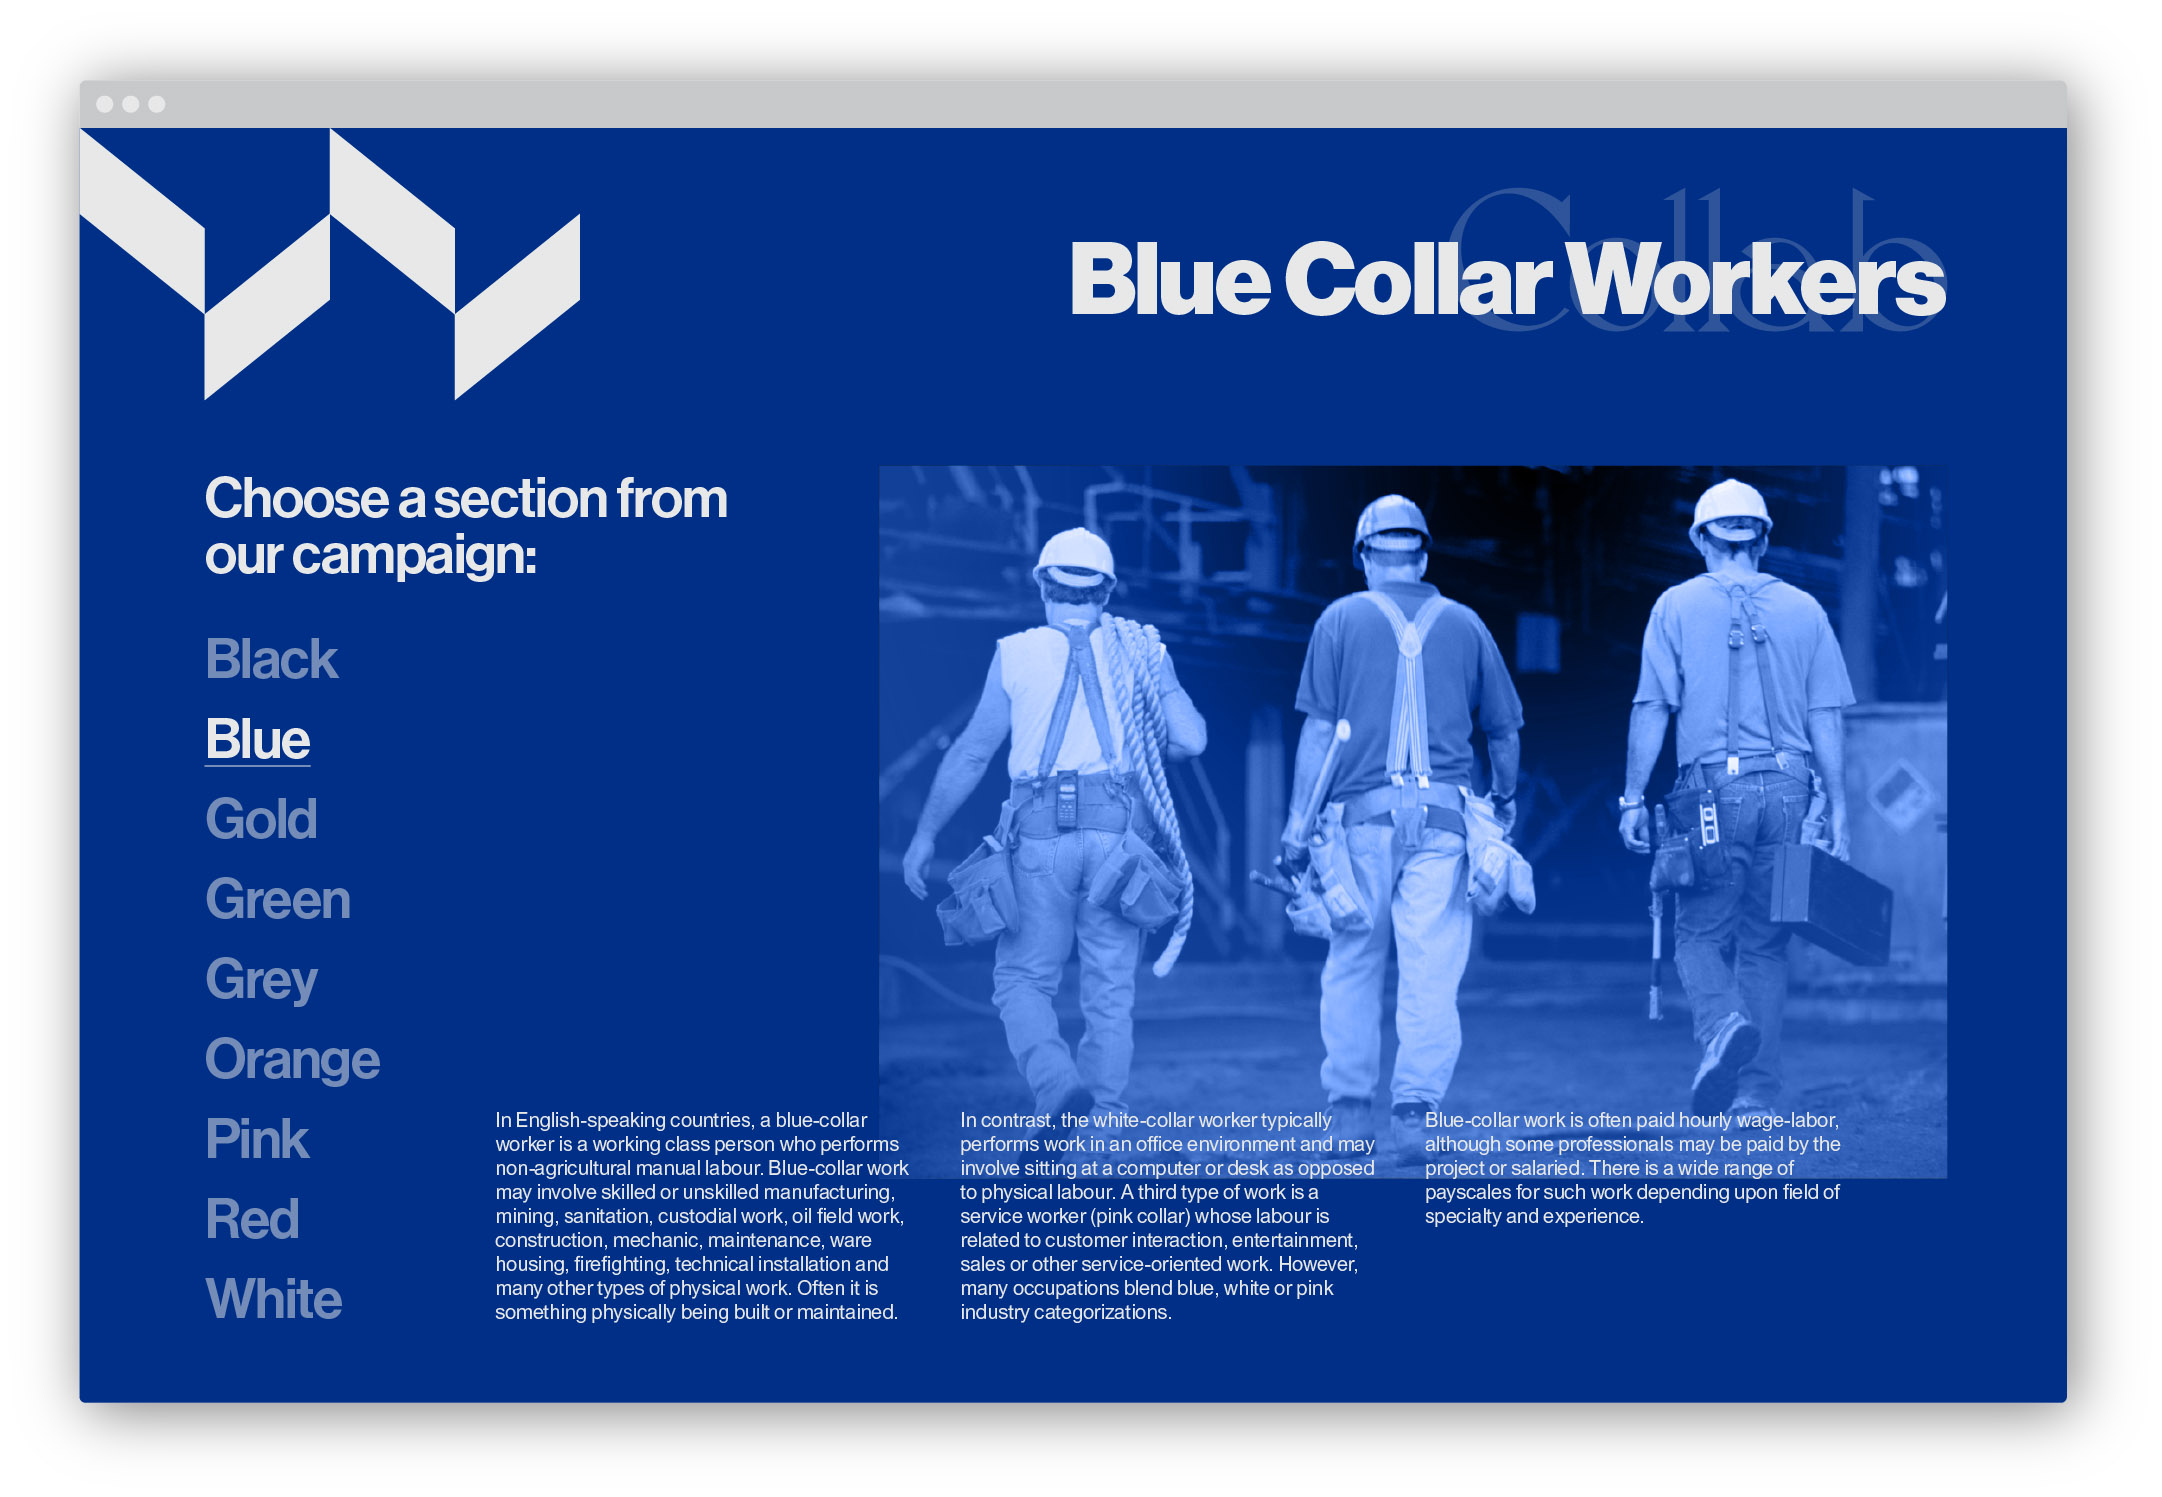 Collab
Blue Collar Workers
Choose a section from
our campaign:
Black
Blue
Gold
Green
Grey
Orange
Pink
Red
White
In English-speaking countries, a blue-collar
worker is a working class person who performs
non-agricultural manual labour. Blue-collar work
may involve skilled or unskilled manufacturing,
mining, sanitation, custodial work, oil field work,
construction, mechanic, maintenance, ware
housing, firefighting, technical installation and
many other types of physical work. Often it is
something physically being built or maintained.
In contrast, the white-collar worker typically
performs work in an office environment and may
involve sitting at a computer or desk as opposed
to physical labour. A third type of work is a
service worker (pink collar) whose labour is
related to customer interaction, entertainment,
sales or other service-oriented work. However,
many occupations blend blue, white or pink
industry categorizations.
Blue-collar work is often paid hourly wage-labor,
although some professionals may be paid by the
project or salaried. There is a wide range of
payscales for such work depending upon field of
specialty and experience.